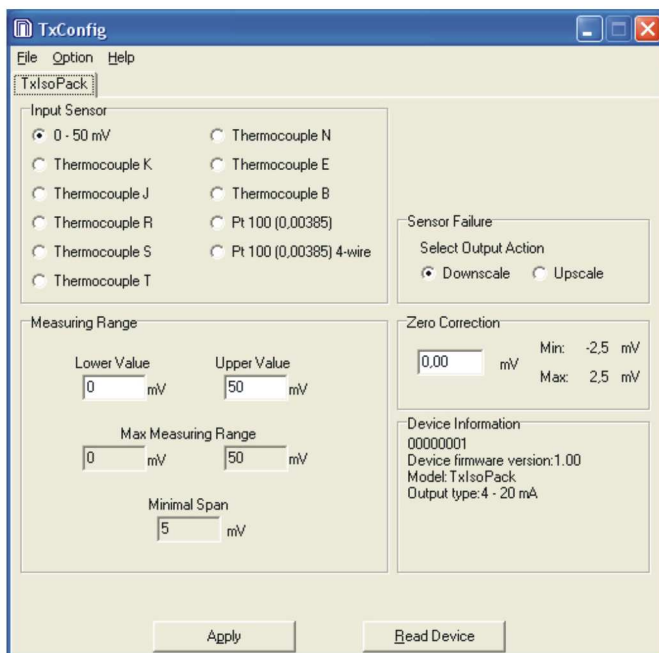 TxConfig
File Option Help
TxIsoPack
Input Sensor
0 - 50 mV
Thermocouple K
Thermocouple J
Thermocouple R
Thermocouple S
Thermocouple T
Thermocouple N
Thermocouple E
Thermocouple B
Pt 100 (0,00385)
Pt 100 (0,00385) 4-wire
Sensor Failure
Select Output Action
Downscale Upscale
Measuring Range
Lower Value Upper Value
0 mV 50 mV
Max Measuring Range
0 mV 50 mV
Minimal Span
5 mV
Zero Correction
0,00 mV
Min: -2,5 mV
Max: 2,5 mV
Device Information
00000001
Device firmware version:1.00
Model:TxIsoPack
Output type:4 - 20 mA
Apply Read Device